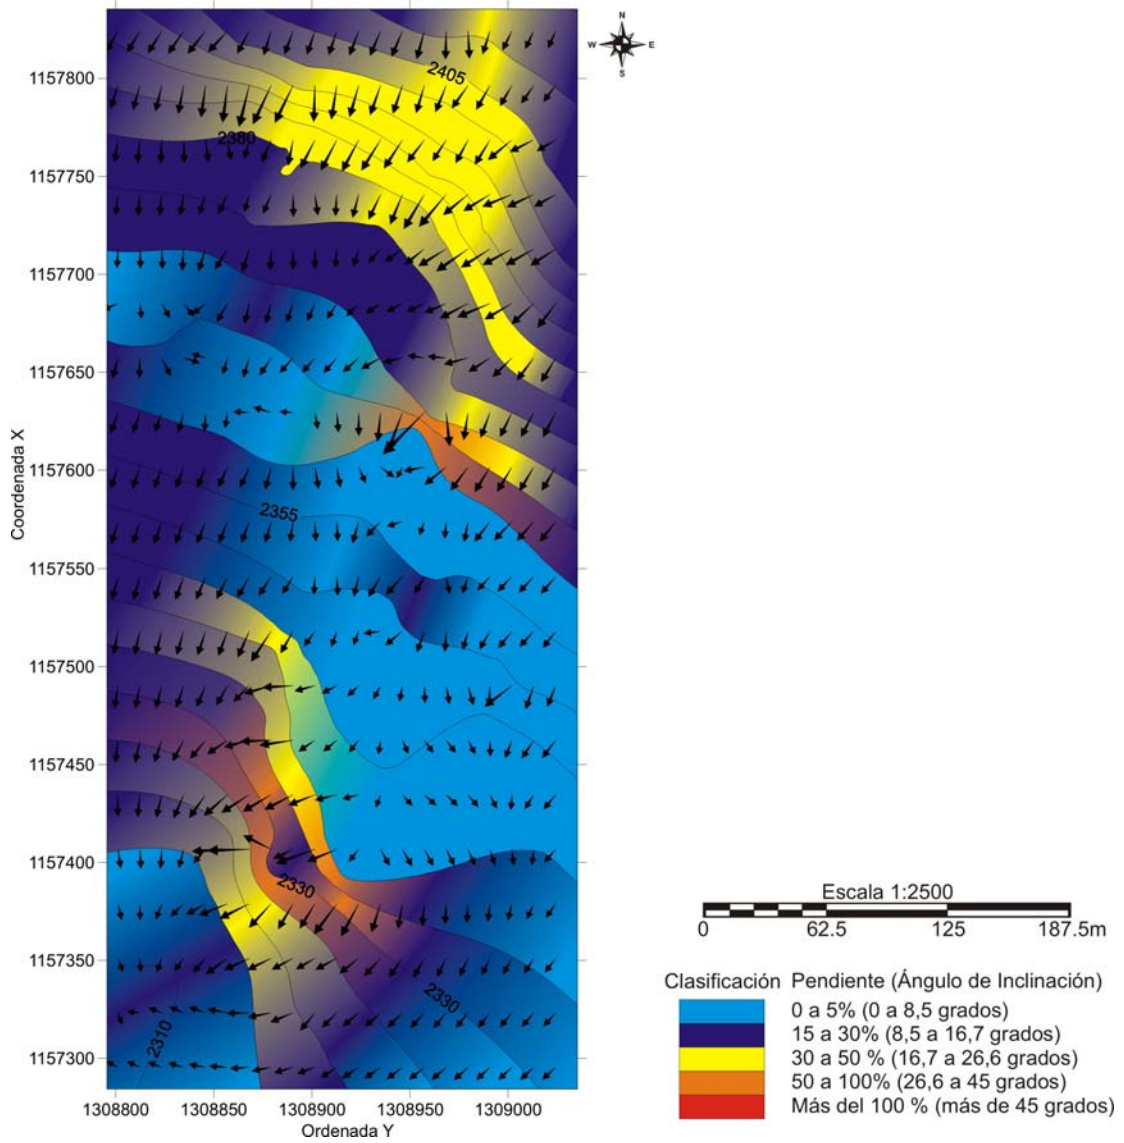 N
W E
S
1157800
1157750
1157700
1157650
1157600
1157550
1157500
1157450
1157400
1157350
1157300
Coordenada X
2405
2380
2355
2330
2330
2310
1308800 1308850 1308900 1308950 1309000
Ordenada Y
Escala 1:2500
0 62.5 125 187.5m
Clasificación Pendiente (Ángulo de Inclinación)
0 a 5% (0 a 8,5 grados)
15 a 30% (8,5 a 16,7 grados)
30 a 50 % (16,7 a 26,6 grados)
50 a 100% (26,6 a 45 grados)
Más del 100 % (más de 45 grados)